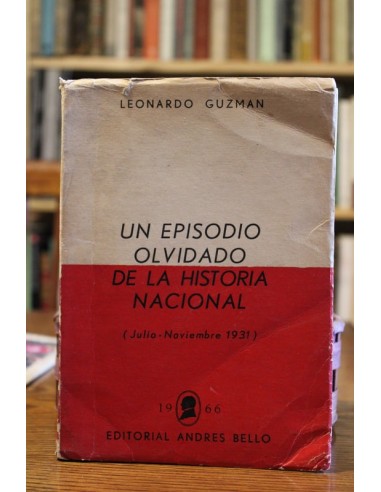 LEONARDO GUZMAN
UN EPISODIO
OLVIDADO
DE LA HISTORIA
NACIONAL
(Julio-Noviembre 1931)
19 66
EDITORIAL ANDRES BELLO